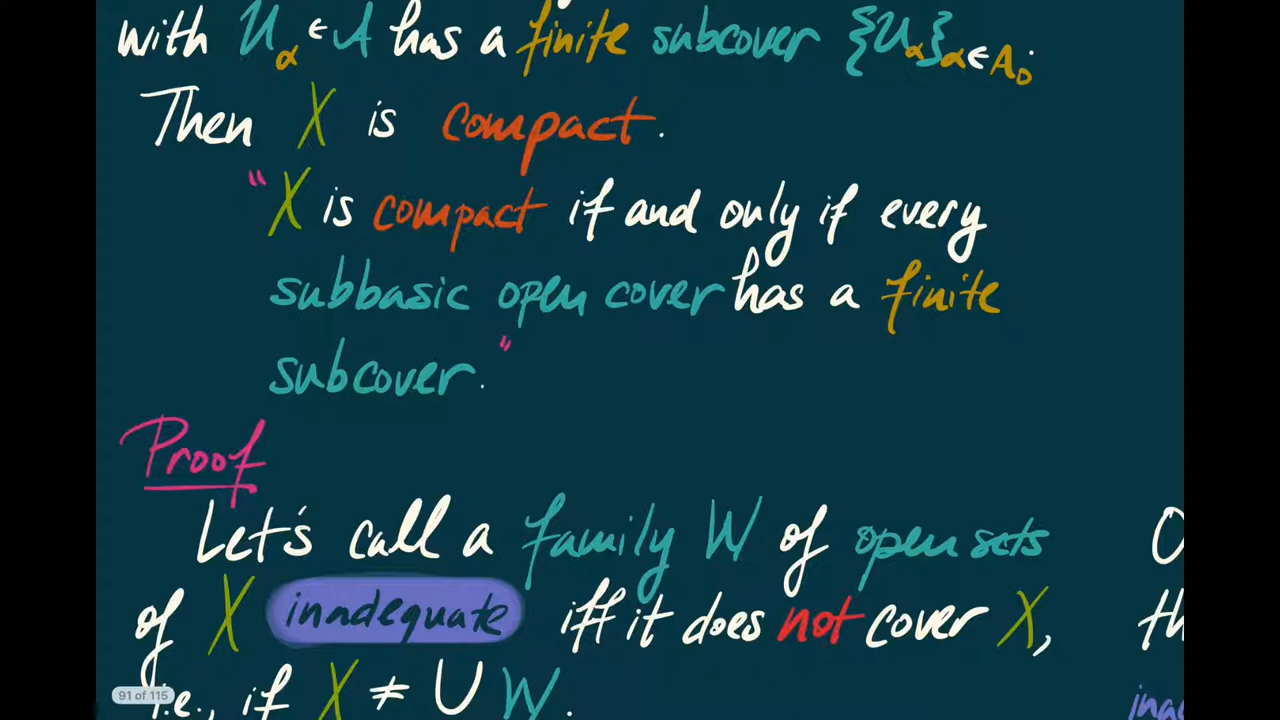 with U_α ∈ A has a finite subcover {U_α}_α∈A₀.
Then X is compact.
"X is compact if and only if every
subbasic open cover has a finite
subcover."
Proof
Let's call a family W of open sets
of X inadequate iff it does not cover X,
i.e., if X ≠ ∪ W.
91 of 115